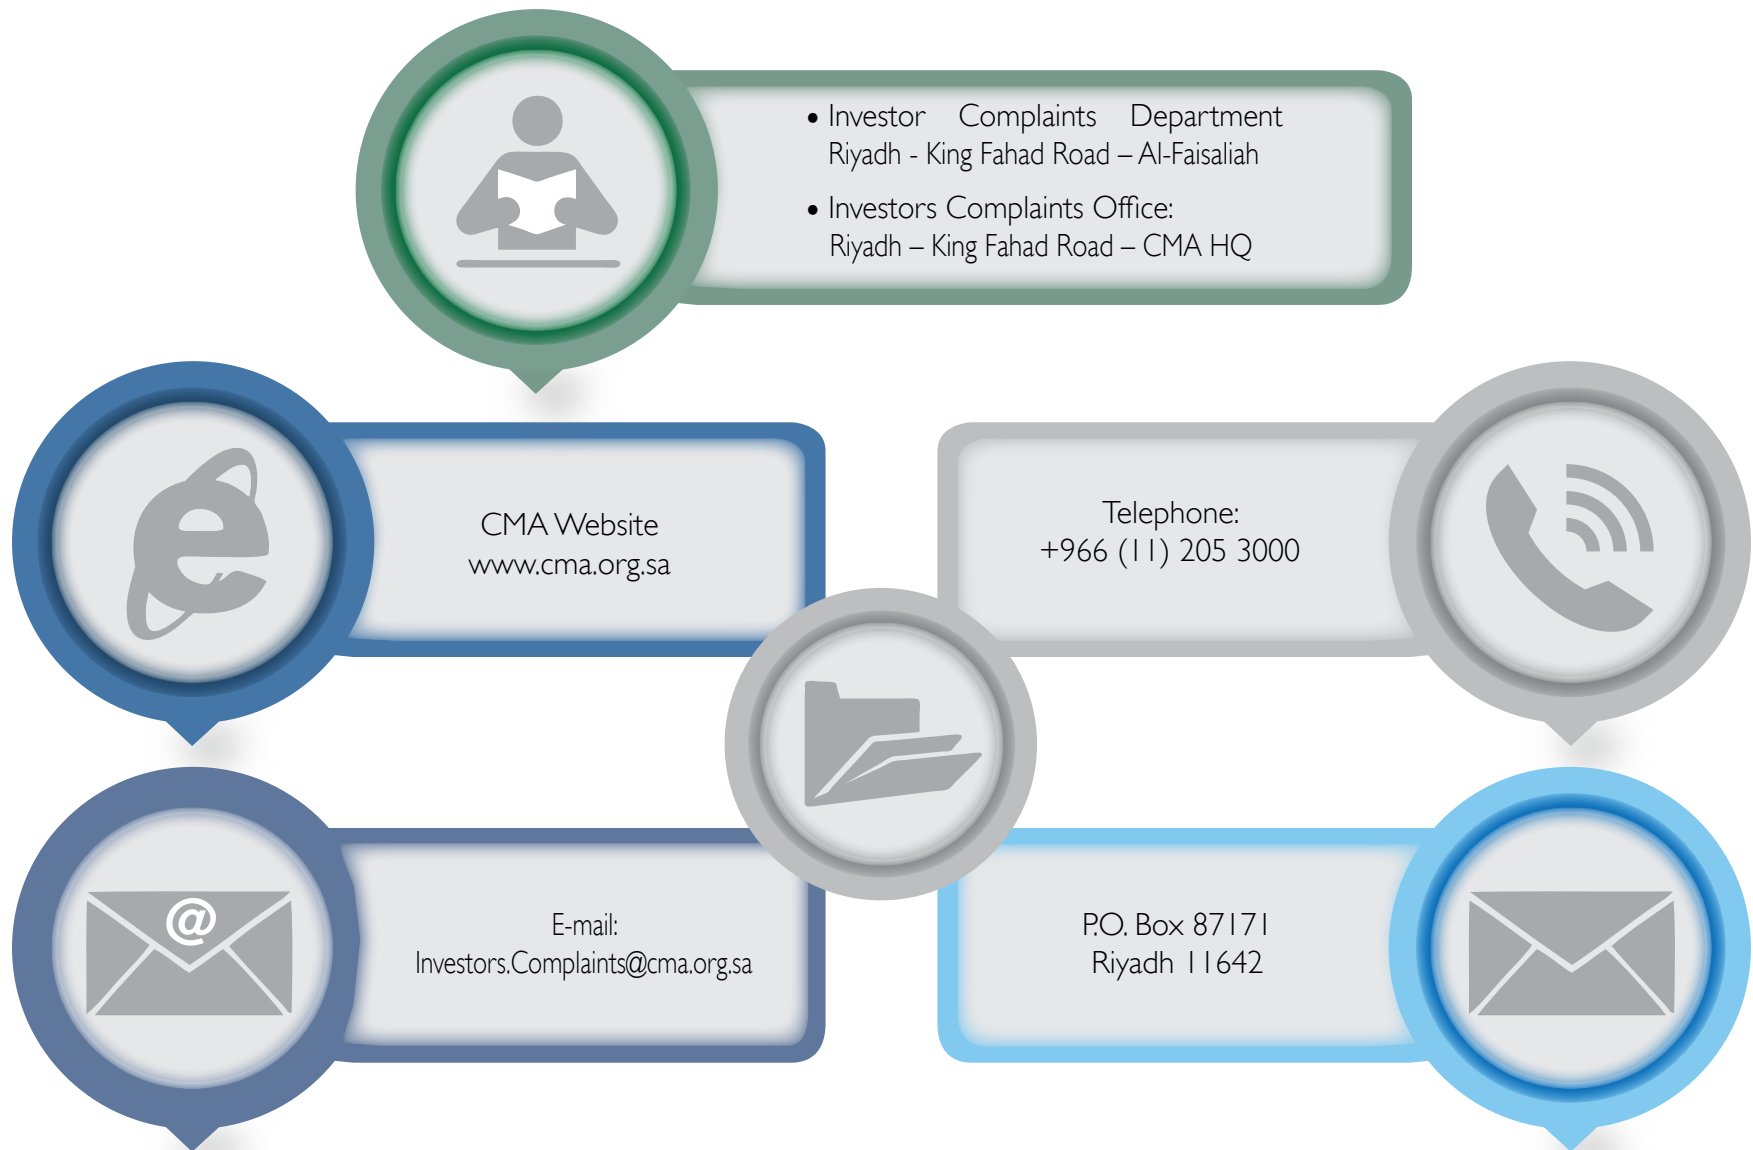 • Investor Complaints Department
Riyadh - King Fahad Road – Al-Faisaliah
• Investors Complaints Office:
Riyadh – King Fahad Road – CMA HQ
CMA Website
www.cma.org.sa
Telephone:
+966 (11) 205 3000
@
E-mail:
Investors.Complaints@cma.org.sa
P.O. Box 87171
Riyadh 11642